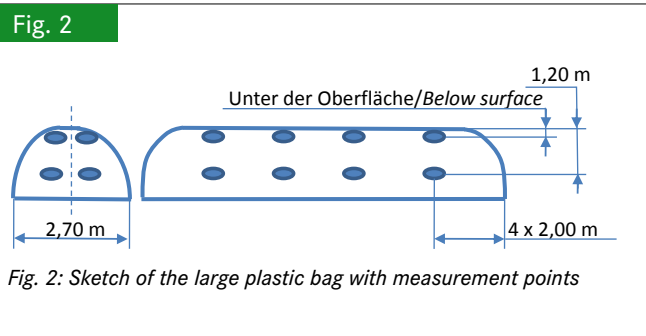 Fig. 2
1,20 m
Unter der Oberfläche/Below surface
2,70 m
4 x 2,00 m
Fig. 2: Sketch of the large plastic bag with measurement points